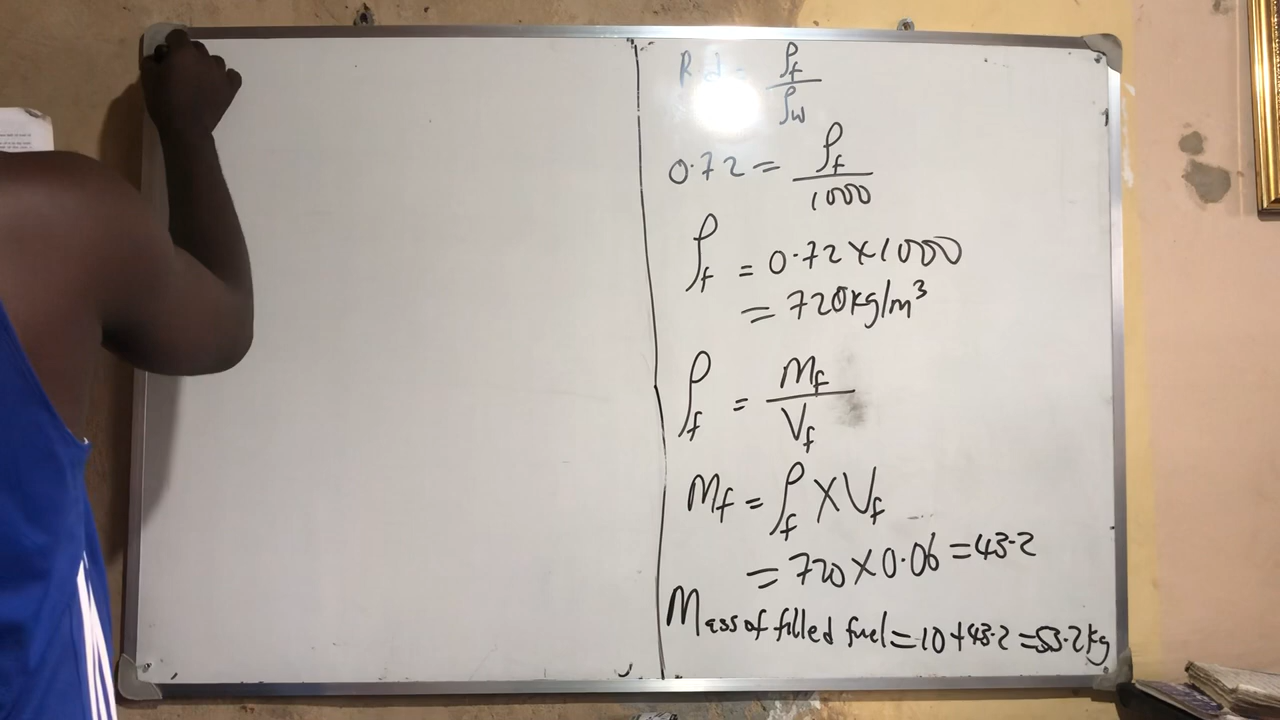 R.d = ρf/ρw
0.72 = ρf/1000
ρf = 0.72×1000
= 720kg/m³
ρf = Mf/Vf
Mf = ρf × Vf
= 720×0.06 = 43.2
Mass of filled fuel = 10+43.2 = 53.2kg